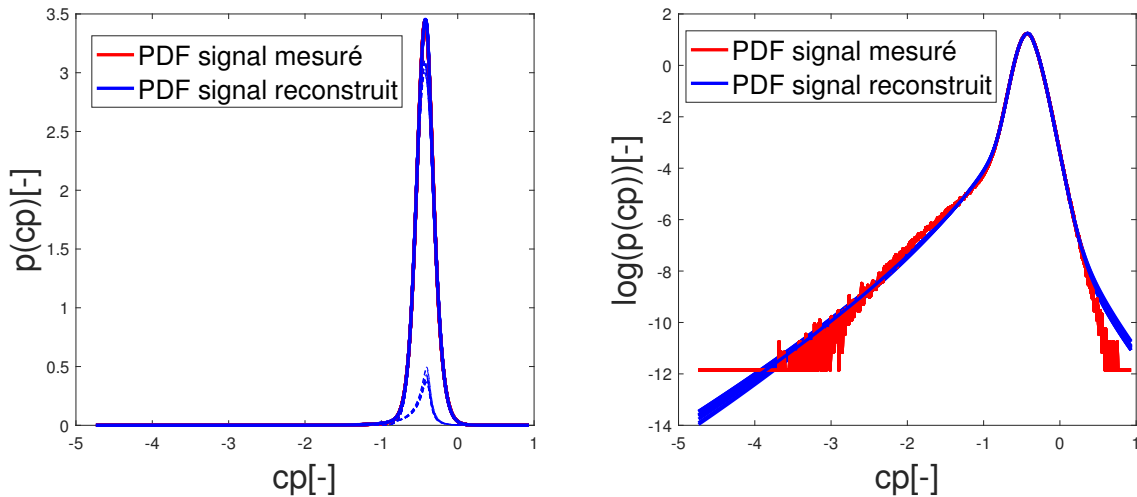 3.5
3
2.5
2
1.5
1
0.5
0
p(cp)[-]
PDF signal mesuré
PDF signal reconstruit
-5 -4 -3 -2 -1 0 1
cp[-]
2
0
-2
-4
-6
-8
-10
-12
-14
log(p(cp))[-]
PDF signal mesuré
PDF signal reconstruit
-5 -4 -3 -2 -1 0 1
cp[-]